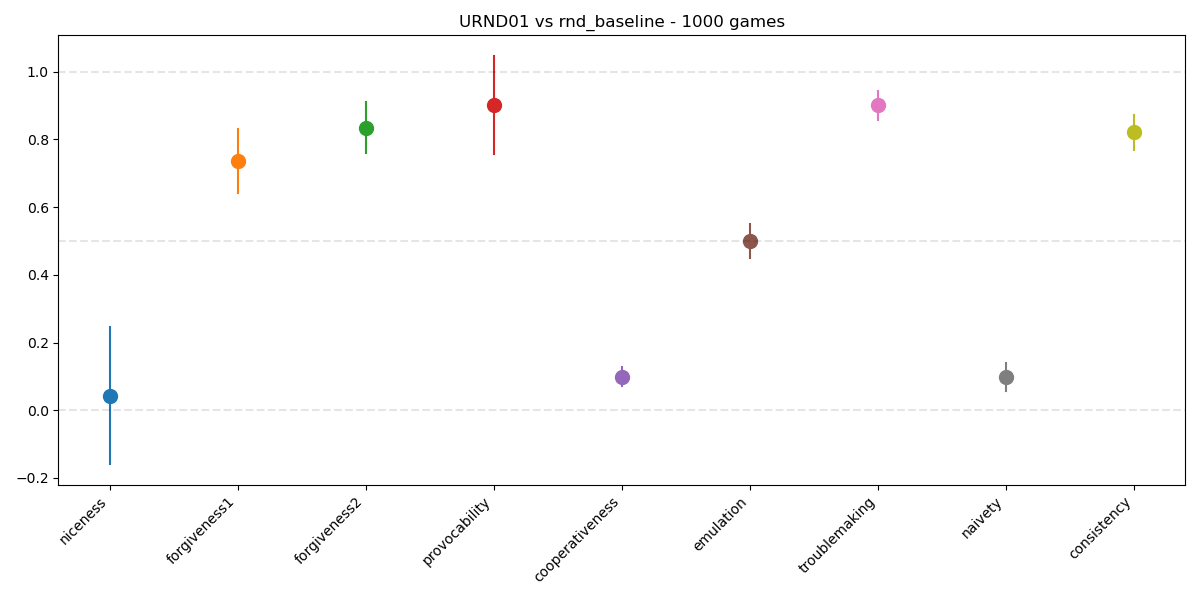 URND01 vs rnd_baseline - 1000 games
1.0
0.8
0.6
0.4
0.2
0.0
−0.2
niceness
forgiveness1
forgiveness2
provocability
cooperativeness
emulation
troublemaking
naivety
consistency